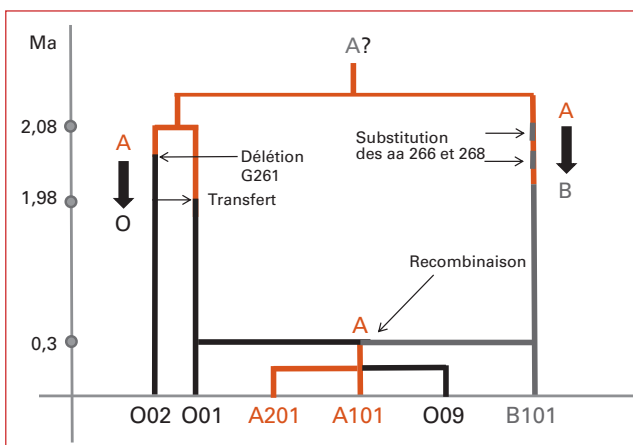 Ma
A?
2,08
A
Délétion
G261
Substitution
des aa 266 et 268
A
1,98
O
Transfert
B
Recombinaison
0,3
A
O02
O01
A201
A101
O09
B101